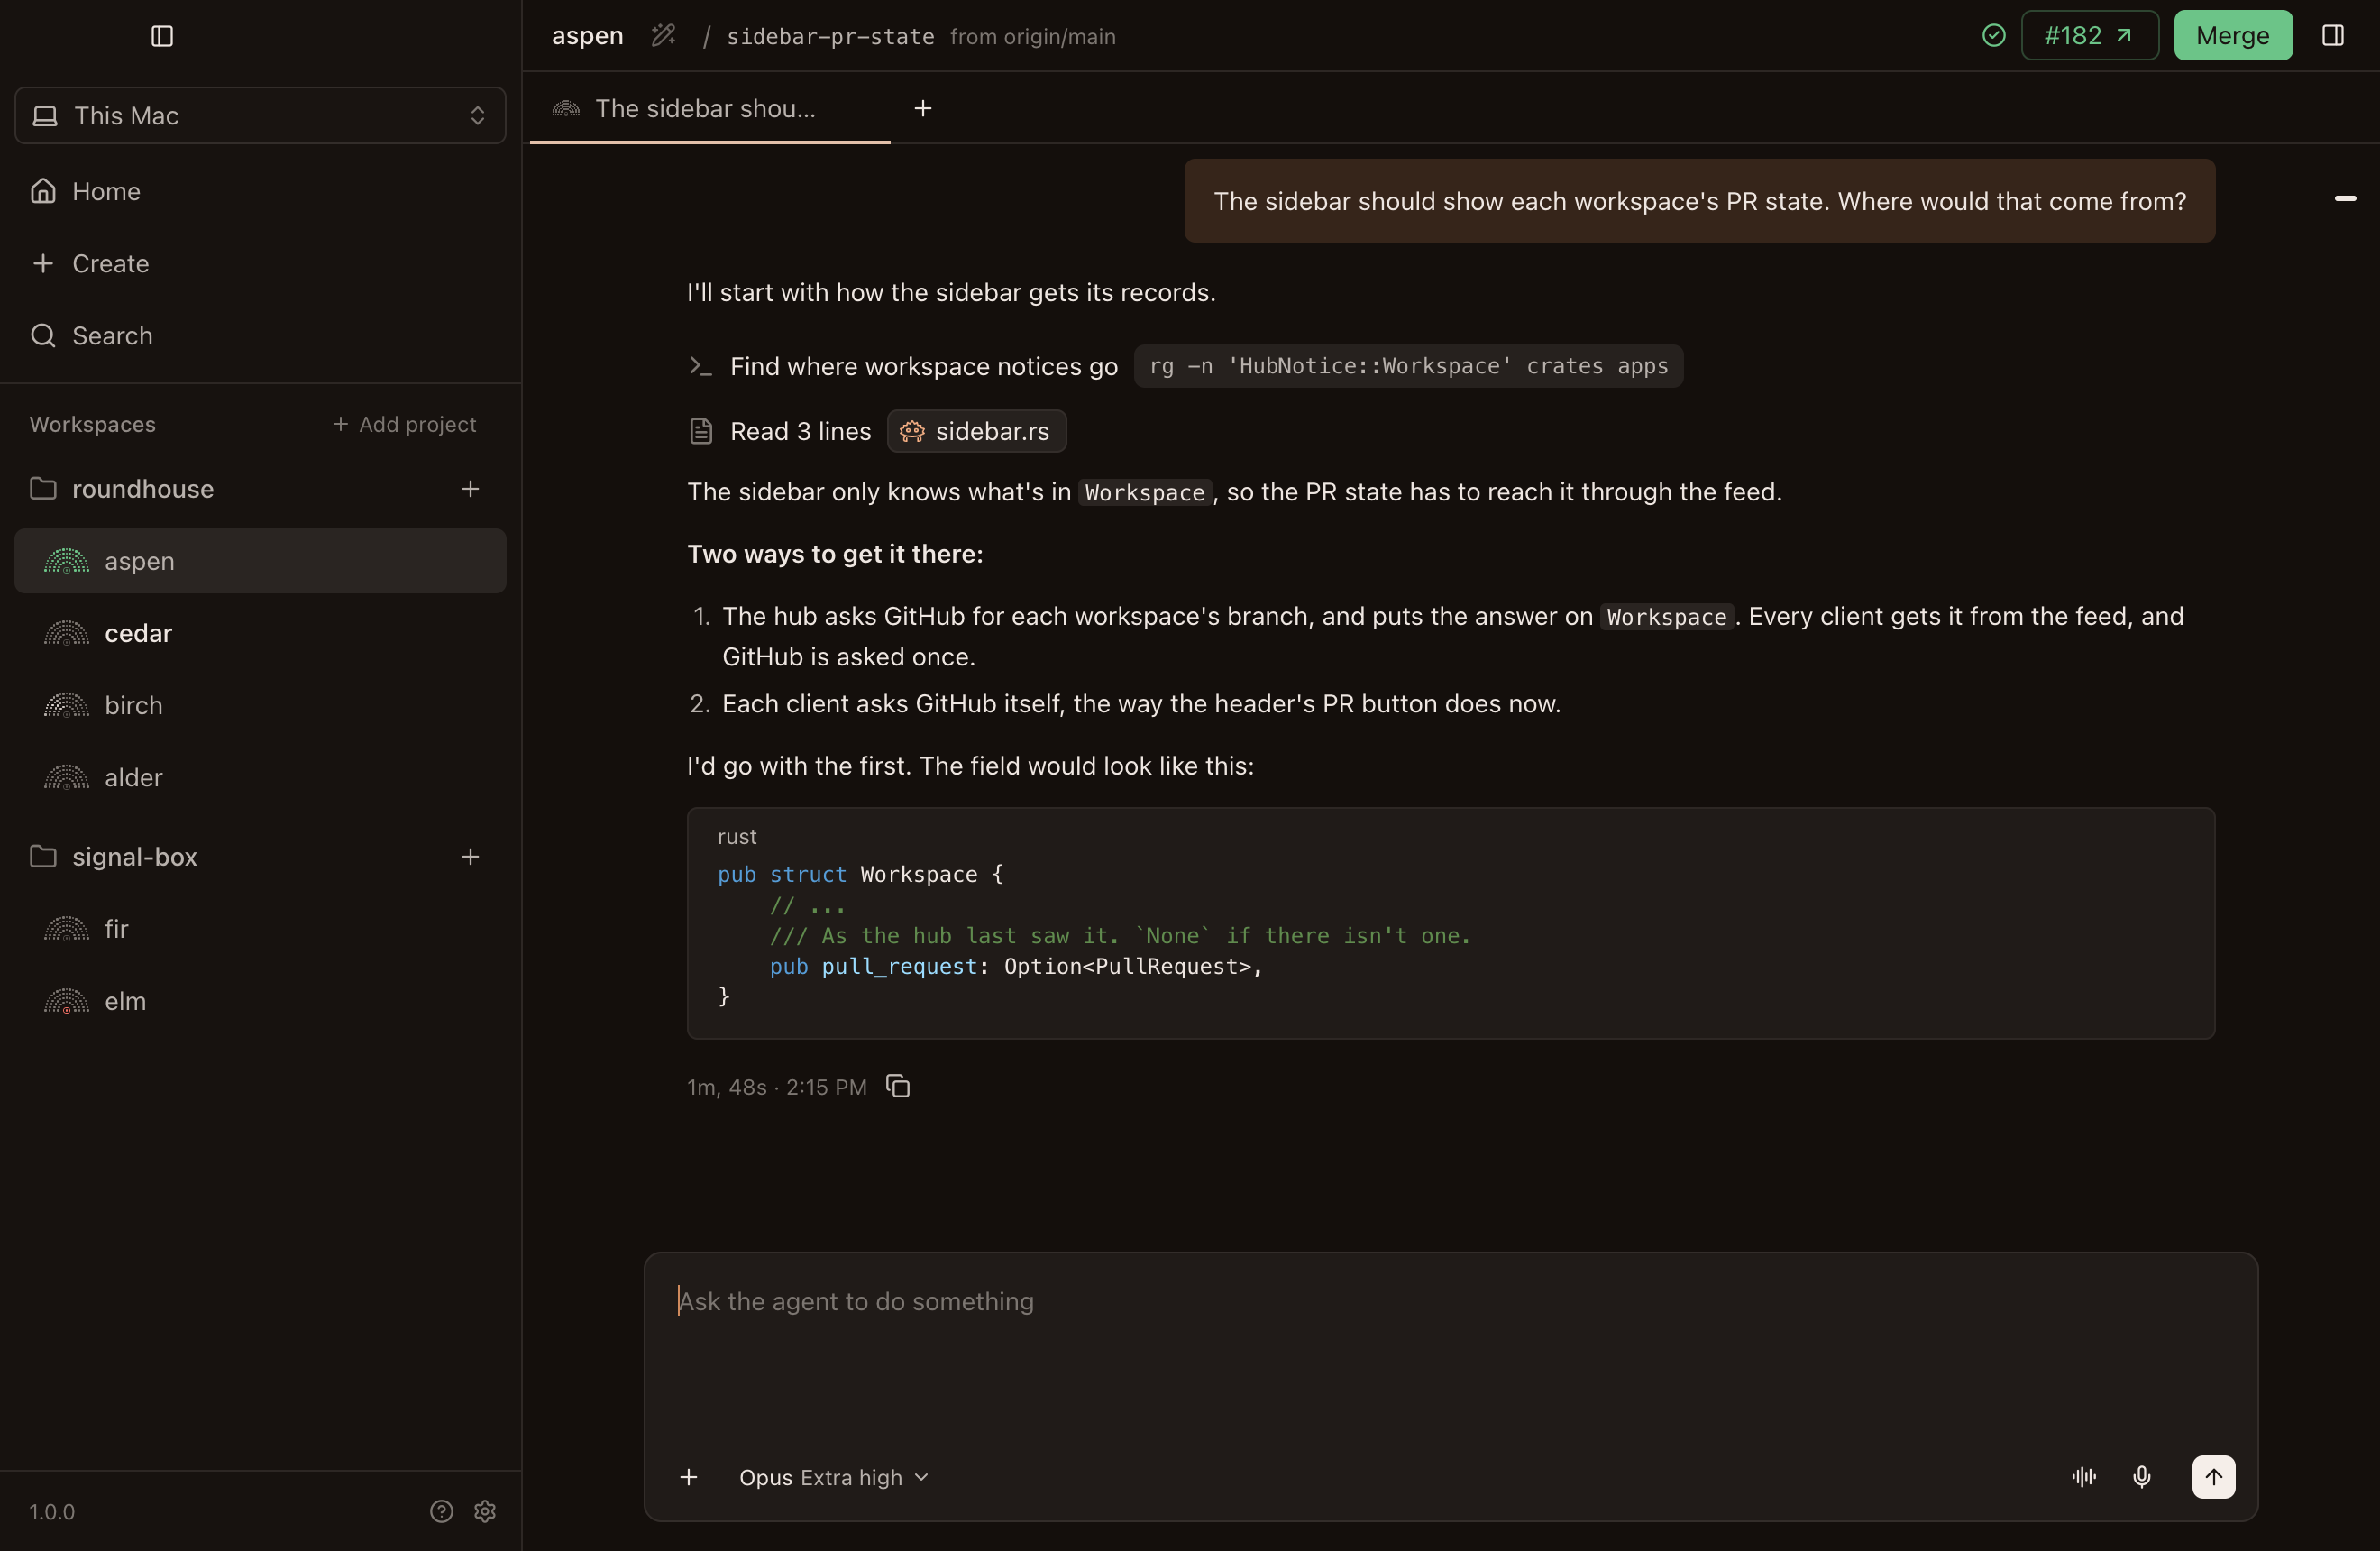 This Mac
Home
Create
Search
Workspaces
Add project
roundhouse
aspen
cedar
birch
alder
signal-box
fir
elm
1.0.0
aspen / sidebar-pr-state from origin/main
#182
Merge
The sidebar shou...
The sidebar should show each workspace's PR state. Where would that come from?
I'll start with how the sidebar gets its records.
Find where workspace notices go rg -n 'HubNotice::Workspace' crates apps
Read 3 lines sidebar.rs
The sidebar only knows what's in Workspace, so the PR state has to reach it through the feed.
Two ways to get it there:
1. The hub asks GitHub for each workspace's branch, and puts the answer on Workspace. Every client gets it from the feed, and
GitHub is asked once.
2. Each client asks GitHub itself, the way the header's PR button does now.
I'd go with the first. The field would look like this:
rust
pub struct Workspace {
    // ...
    /// As the hub last saw it. `None` if there isn't one.
    pub pull_request: Option<PullRequest>,
}
1m, 48s · 2:15 PM
Ask the agent to do something
Opus Extra high